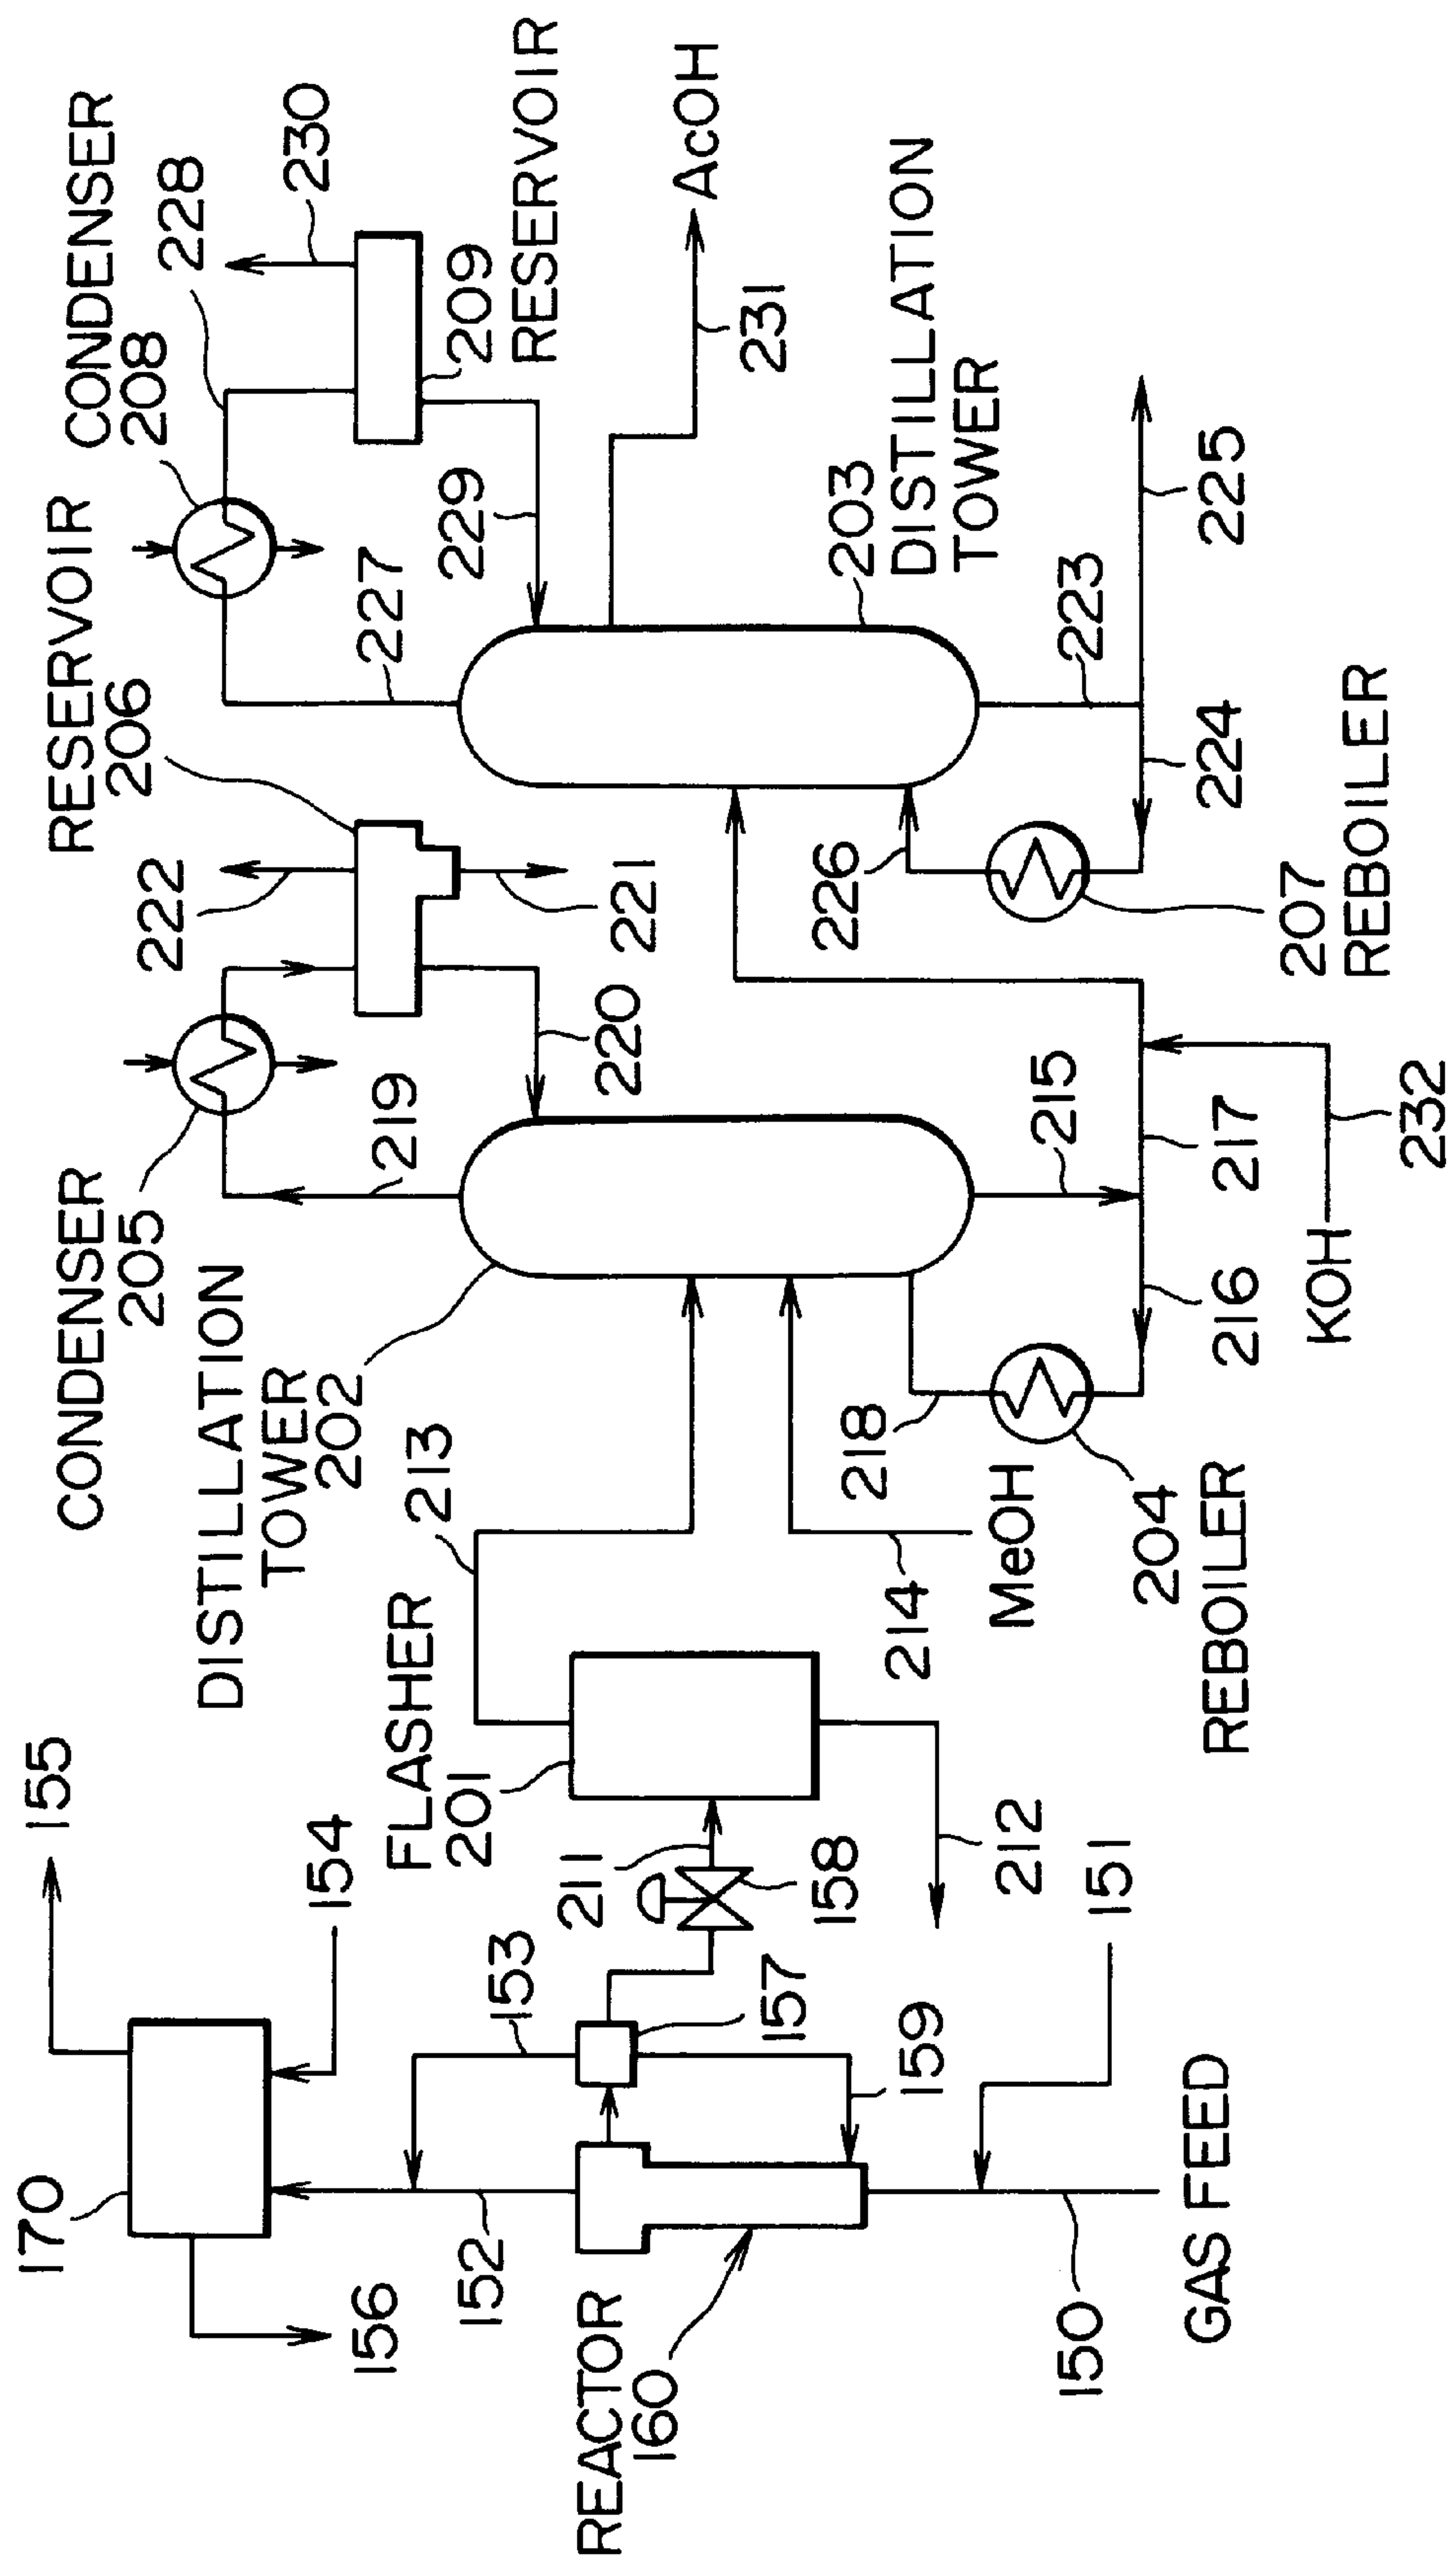 CONDENSER
208
228
230
RESERVOIR
206
222
CONDENSER
205
219
227
229
209
RESERVOIR
AcOH
231
203
DISTILLATION
TOWER
221
220
DISTILLATION
TOWER
202
213
FLASHER
201
211
158
212
155
154
170
156
153
157
152
159
151
REACTOR
160
150
GAS FEED
214
MeOH
218
204
REBOILER
215
216
217
KOH
232
226
207
REBOILER
223
224
225